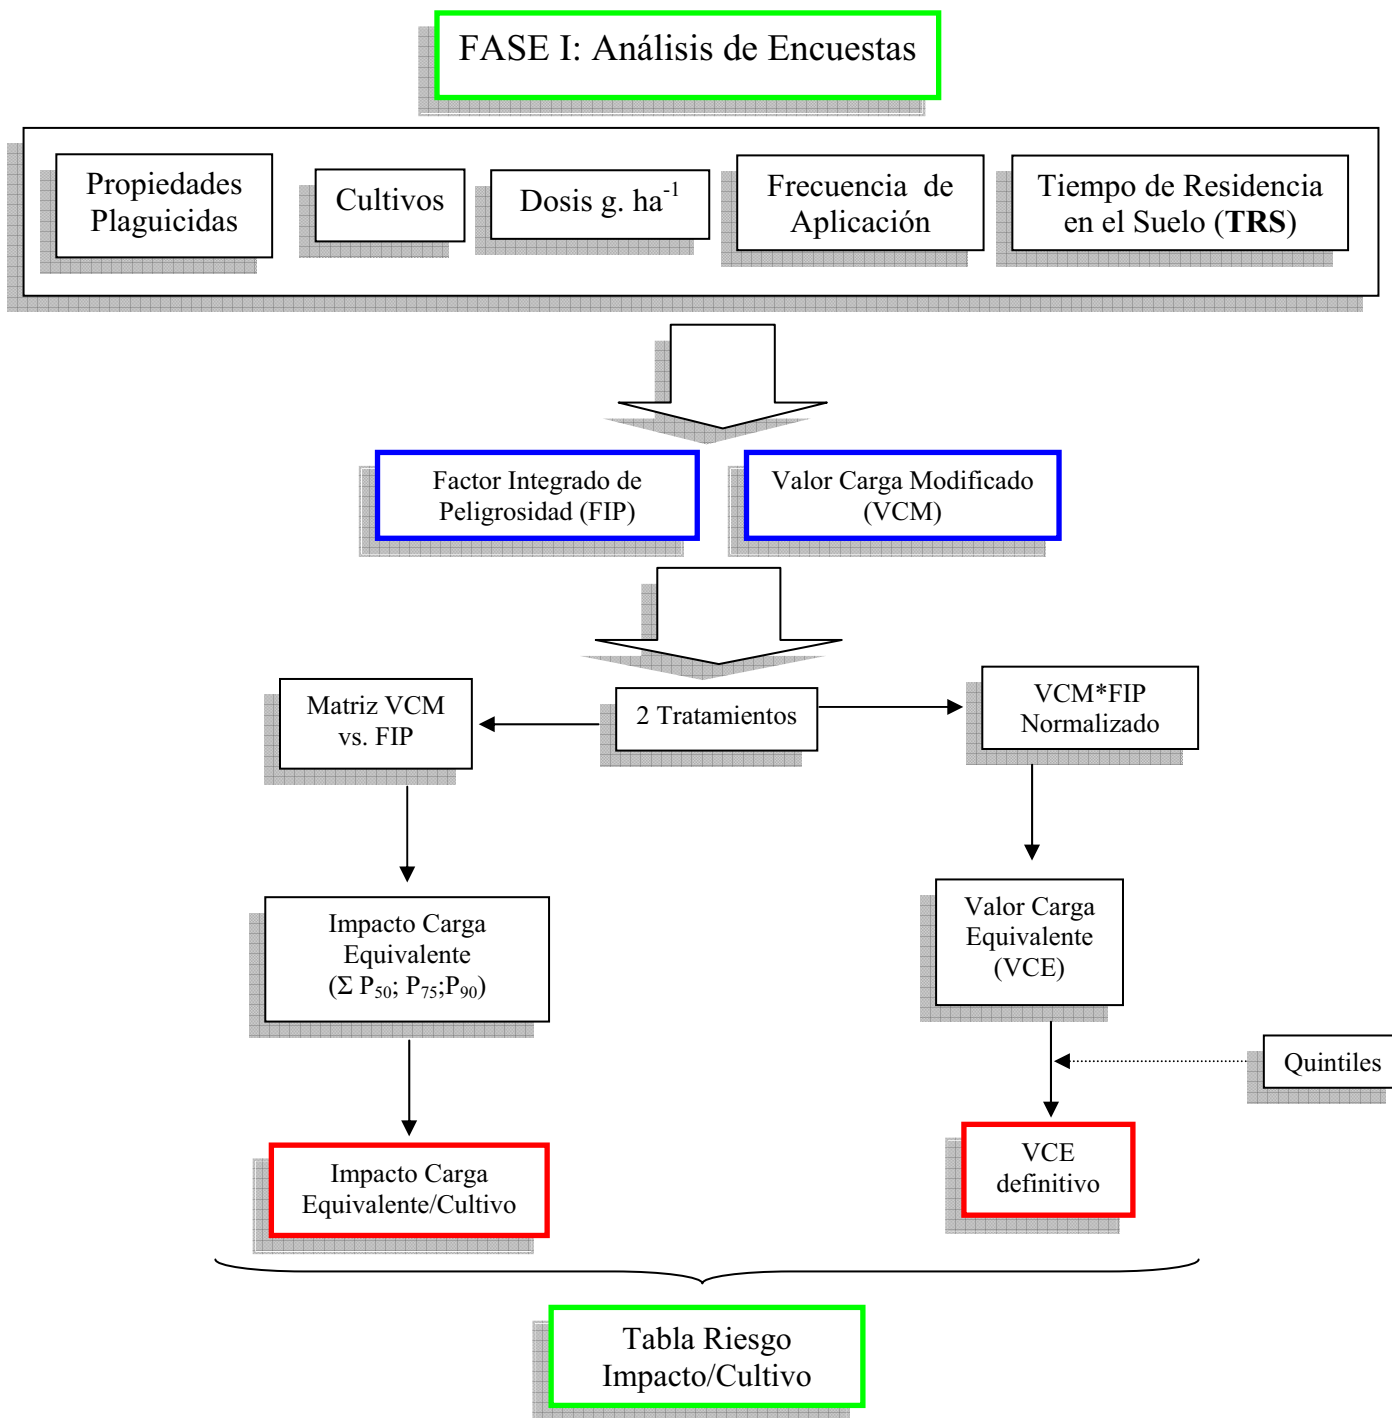 FASE I: Análisis de Encuestas
Propiedades
Plaguicidas
Cultivos
Dosis g. ha⁻¹
Frecuencia de
Aplicación
Tiempo de Residencia
en el Suelo (TRS)
Factor Integrado de
Peligrosidad (FIP)
Valor Carga Modificado
(VCM)
Matriz VCM
vs. FIP
2 Tratamientos
VCM*FIP
Normalizado
Impacto Carga
Equivalente
(Σ P₅₀; P₇₅;P₉₀)
Valor Carga
Equivalente
(VCE)
Quintiles
Impacto Carga
Equivalente/Cultivo
VCE
definitivo
Tabla Riesgo
Impacto/Cultivo